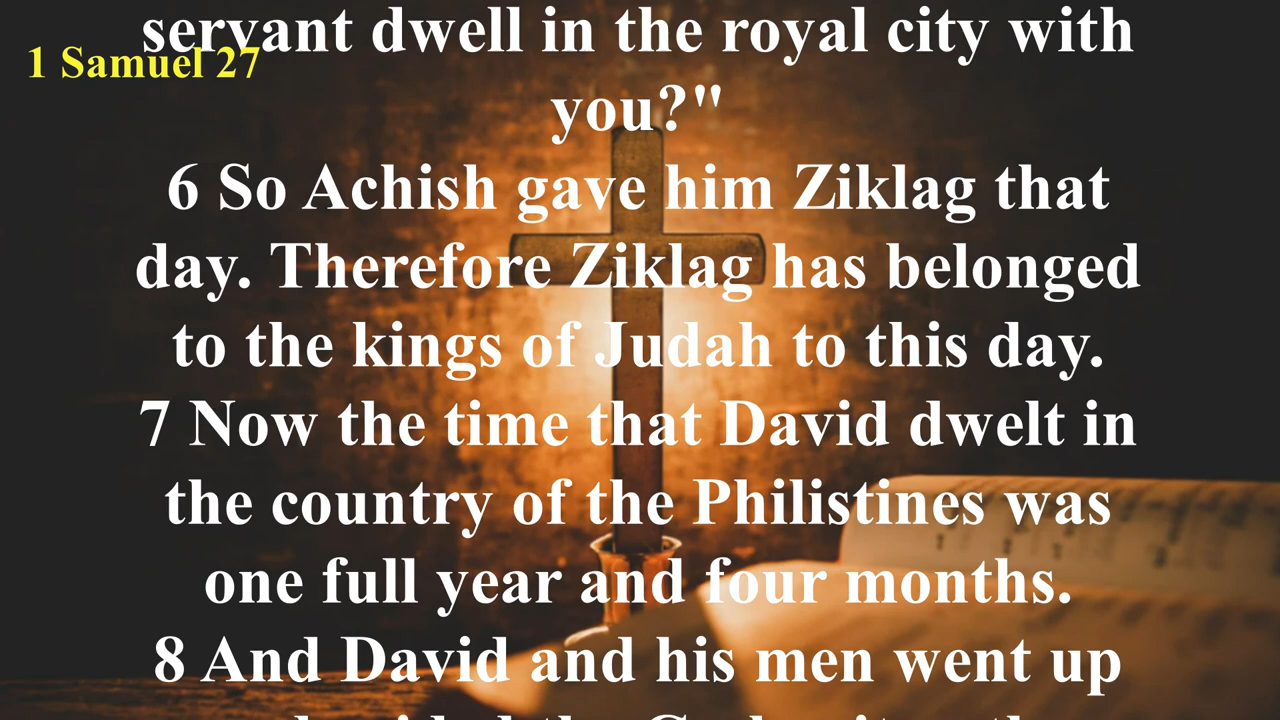 servant dwell in the royal city with
1 Samuel 27
you?"
6 So Achish gave him Ziklag that
day. Therefore Ziklag has belonged
to the kings of Judah to this day.
7 Now the time that David dwelt in
the country of the Philistines was
one full year and four months.
8 And David and his men went up